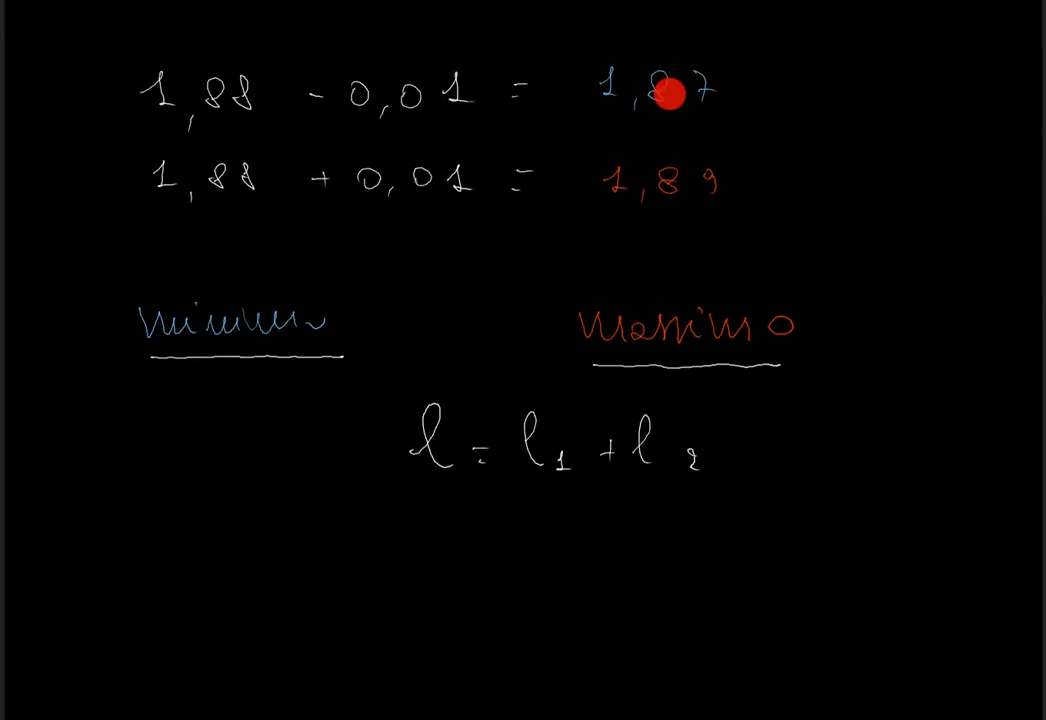 1,88 - 0,01 = 1,87
1,88 + 0,01 = 1,89
minimo massimo
l = l₁ + l₂